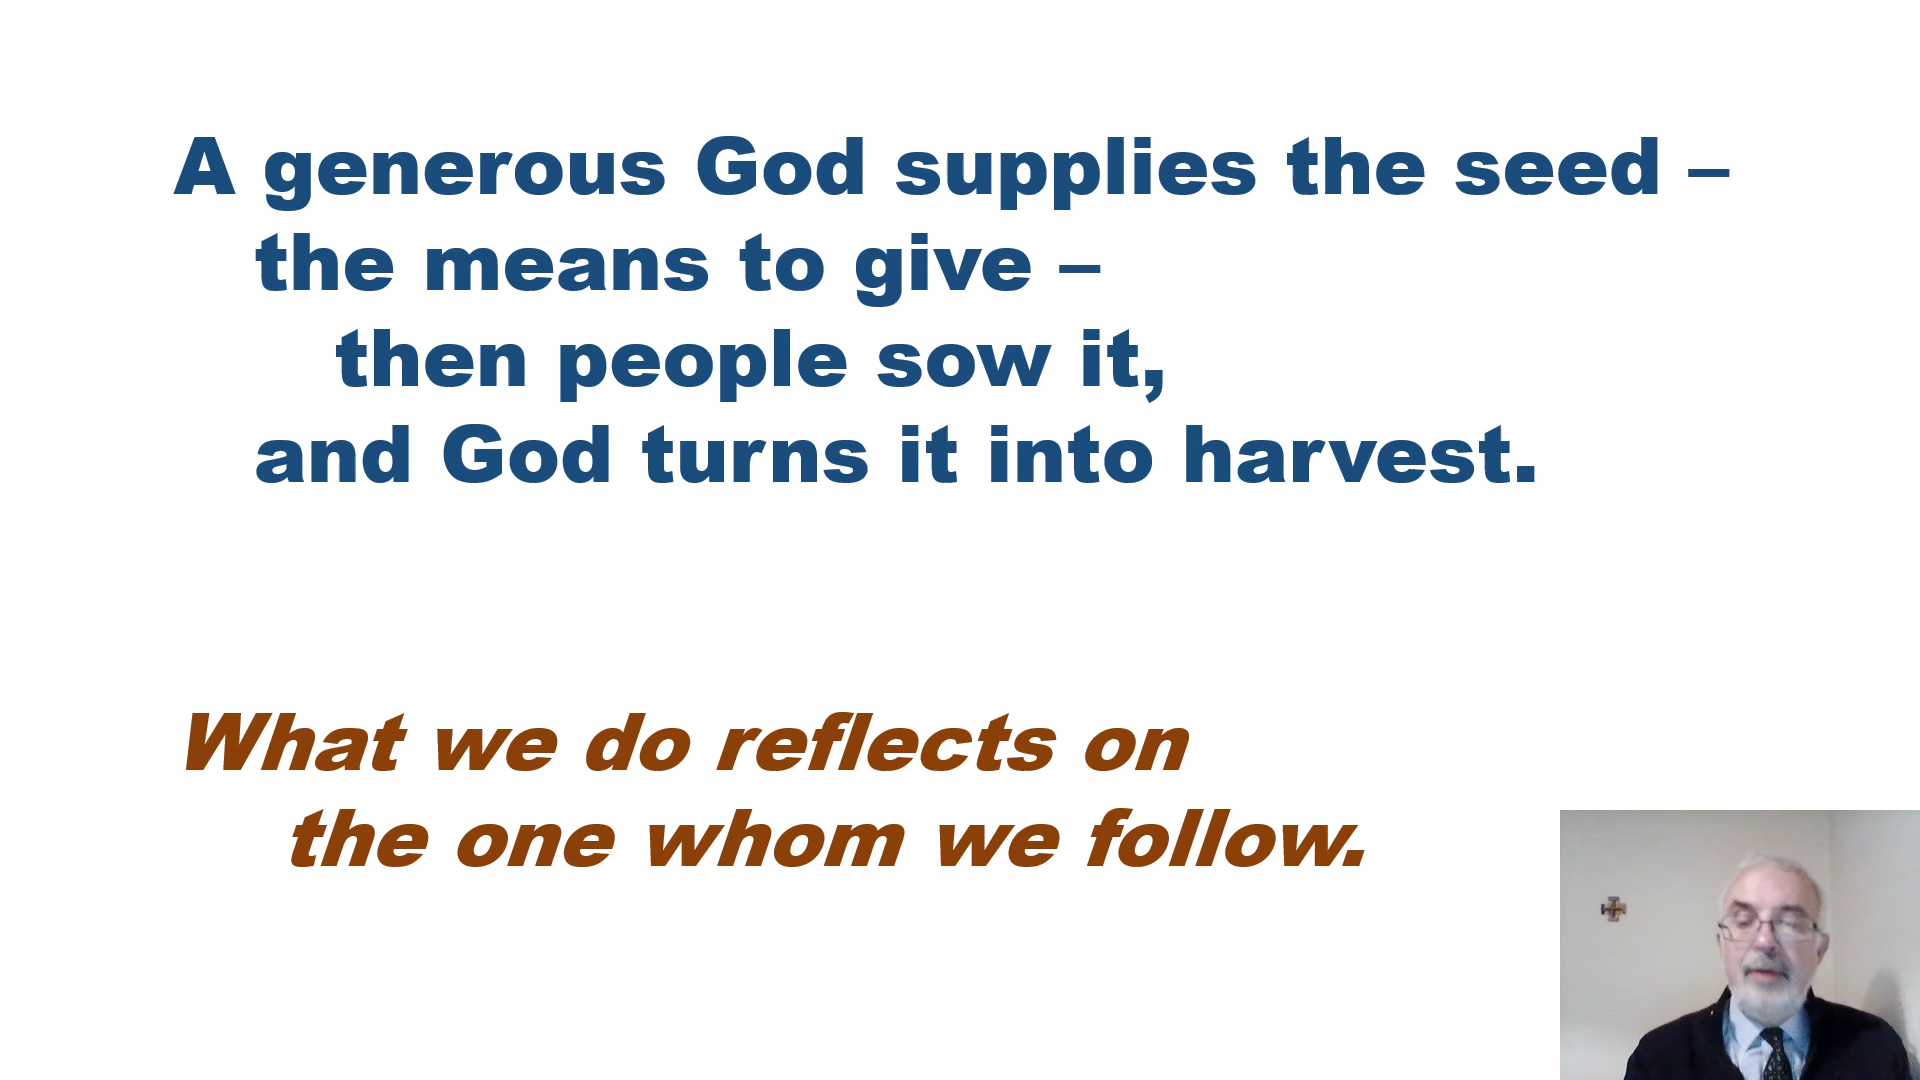 A generous God supplies the seed –
the means to give –
then people sow it,
and God turns it into harvest.
What we do reflects on
the one whom we follow.